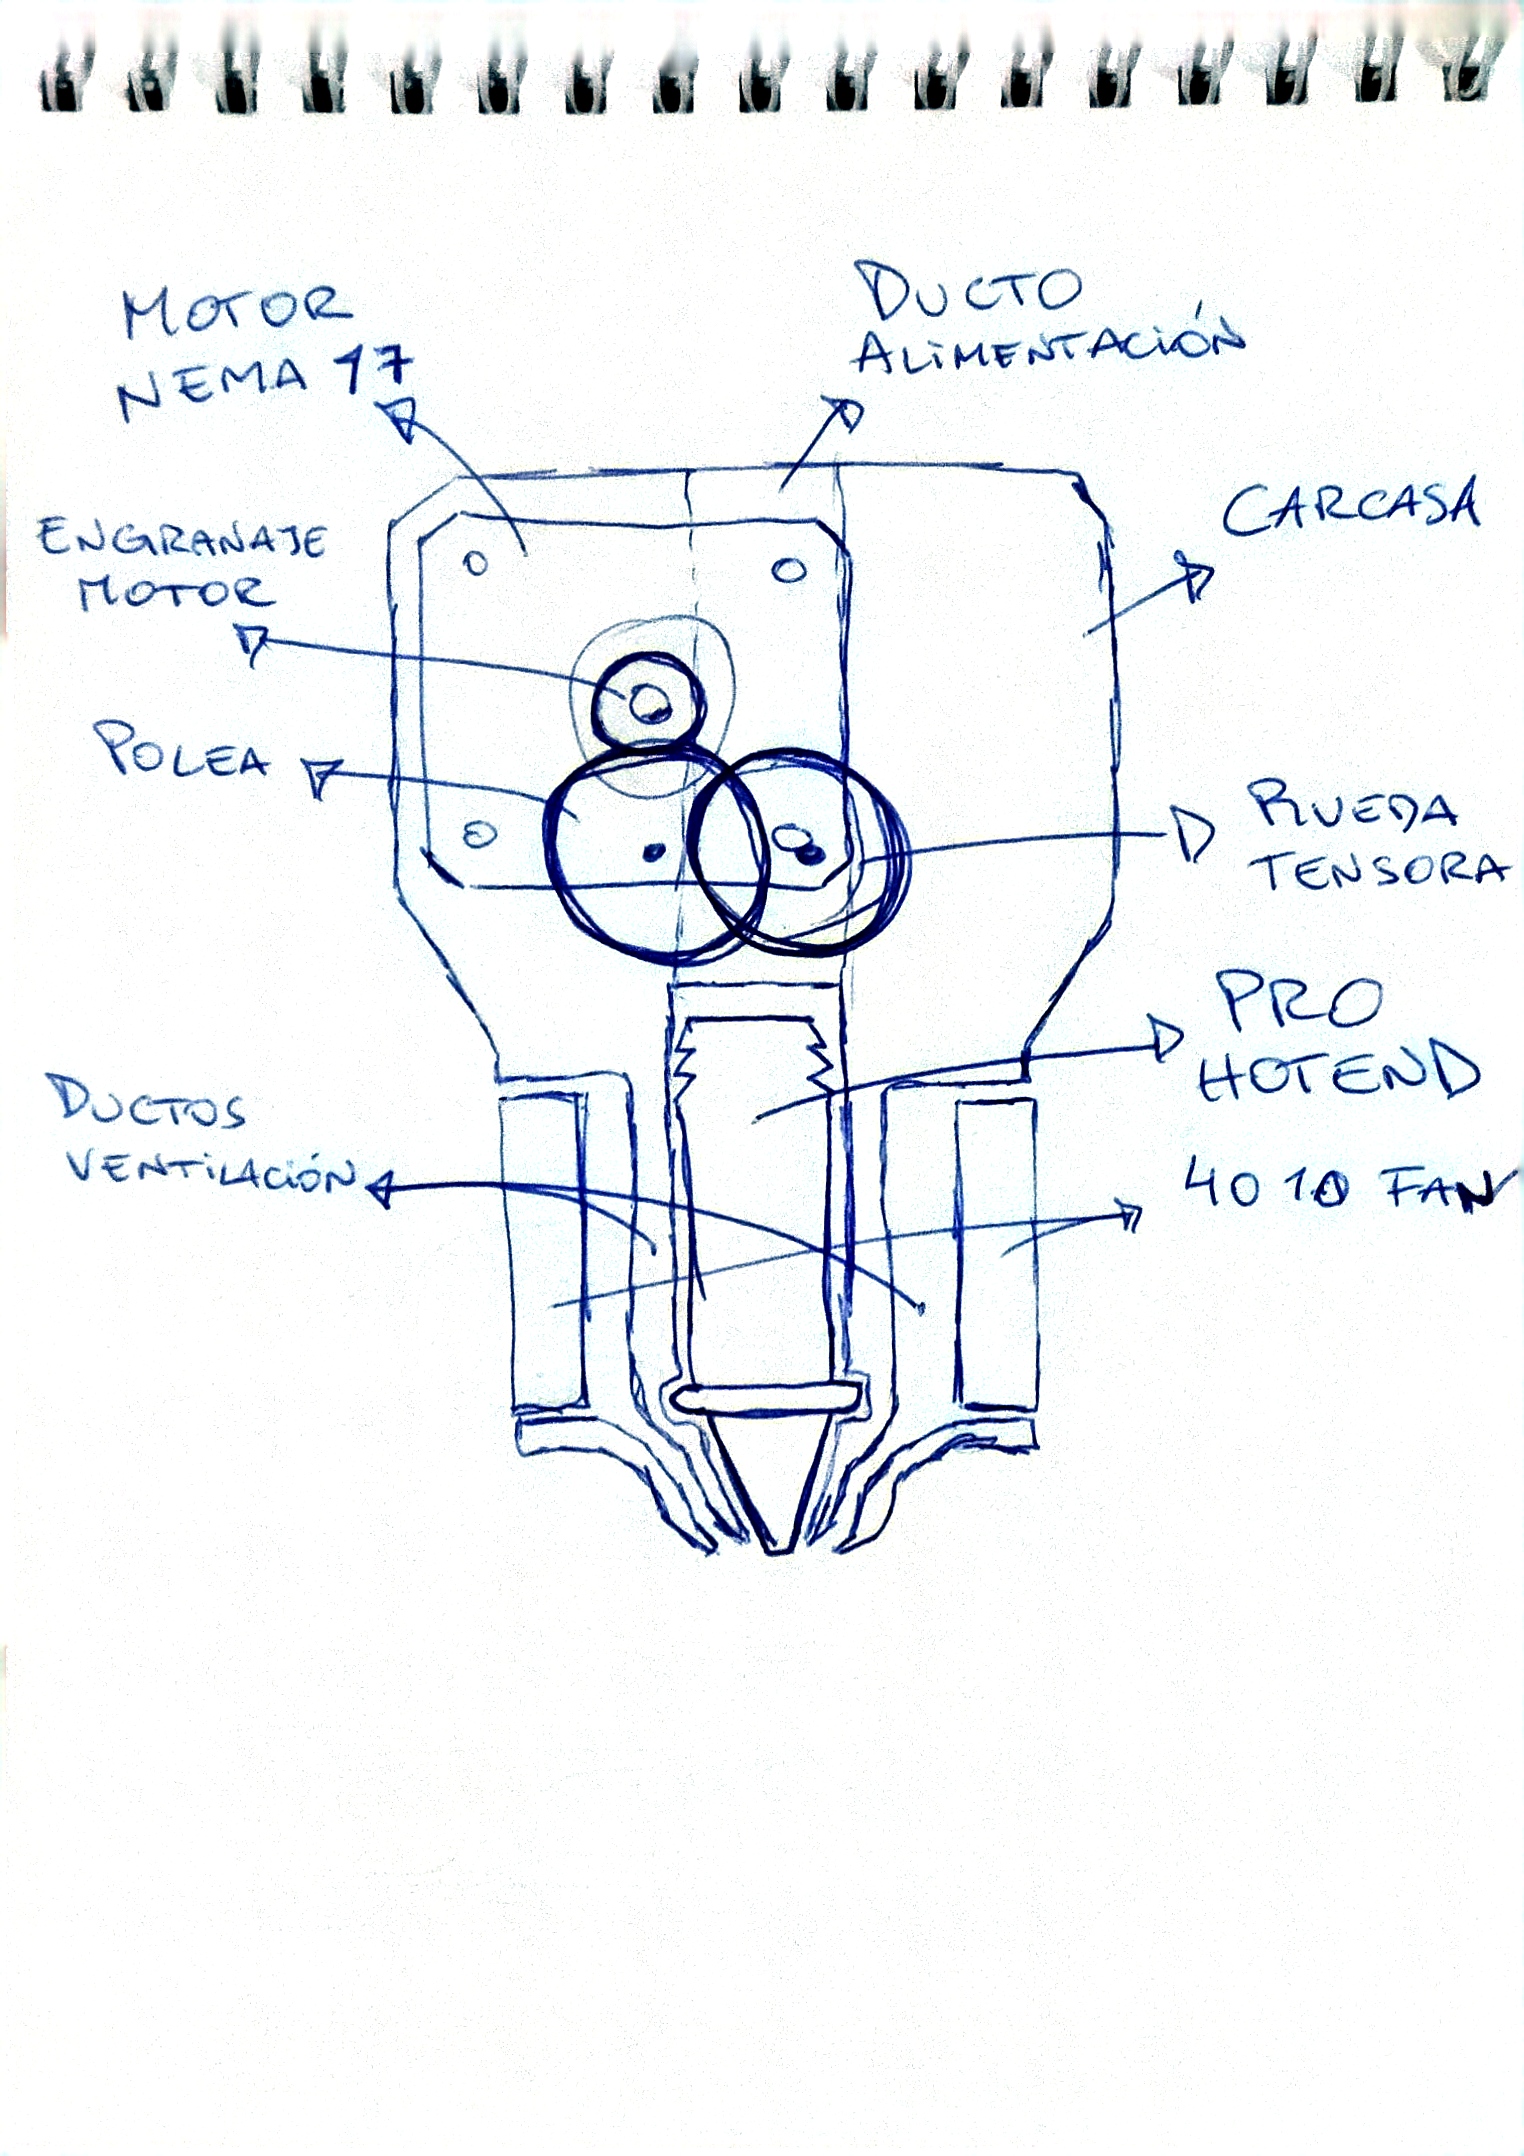 MOTOR
NEMA 17
DUCTO
ALIMENTACIÓN
CARCASA
ENGRANAJE
MOTOR
POLEA
RUEDA
TENSORA
PRO
HOTEND
DUCTOS
VENTILACIÓN
4010 FAN